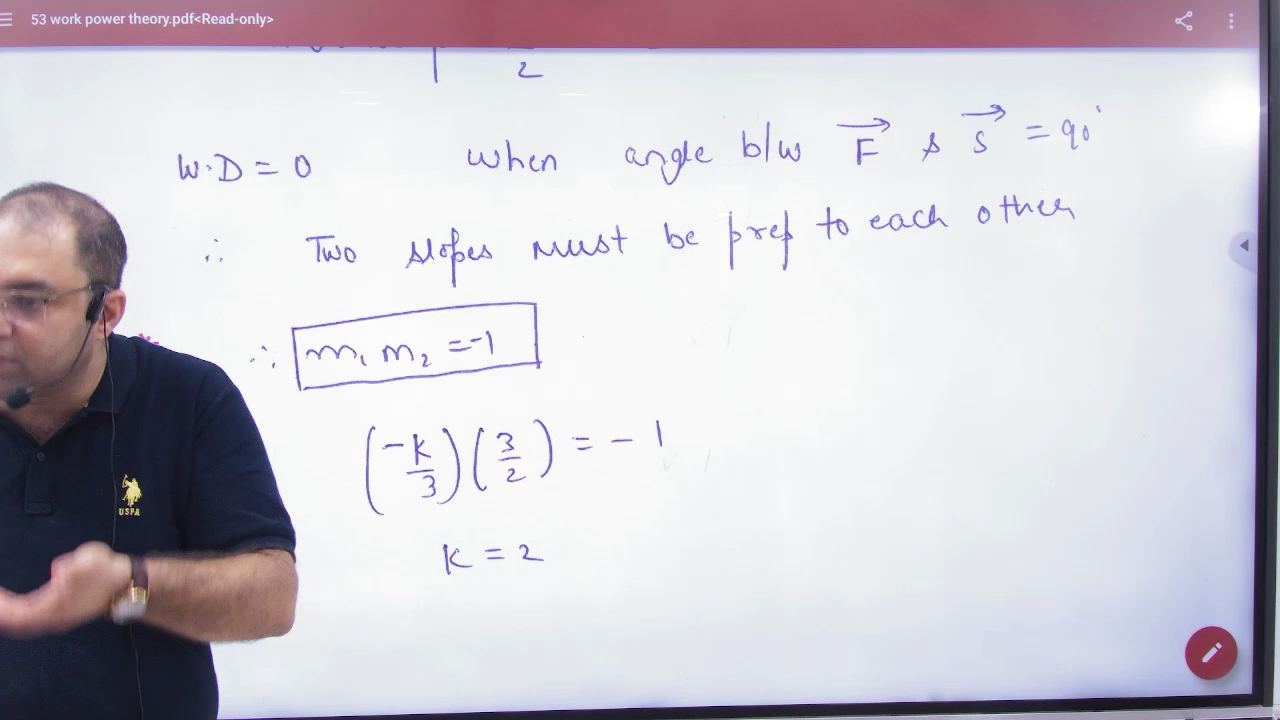 53 work power theory.pdf<Read-only>
2
W.D = 0 when angle b/w F & S = 90°
∴ Two slopes must be prep to each other
∴ m₁ m₂ = -1
(-k/3)(3/2) = -1
K = 2
USPA